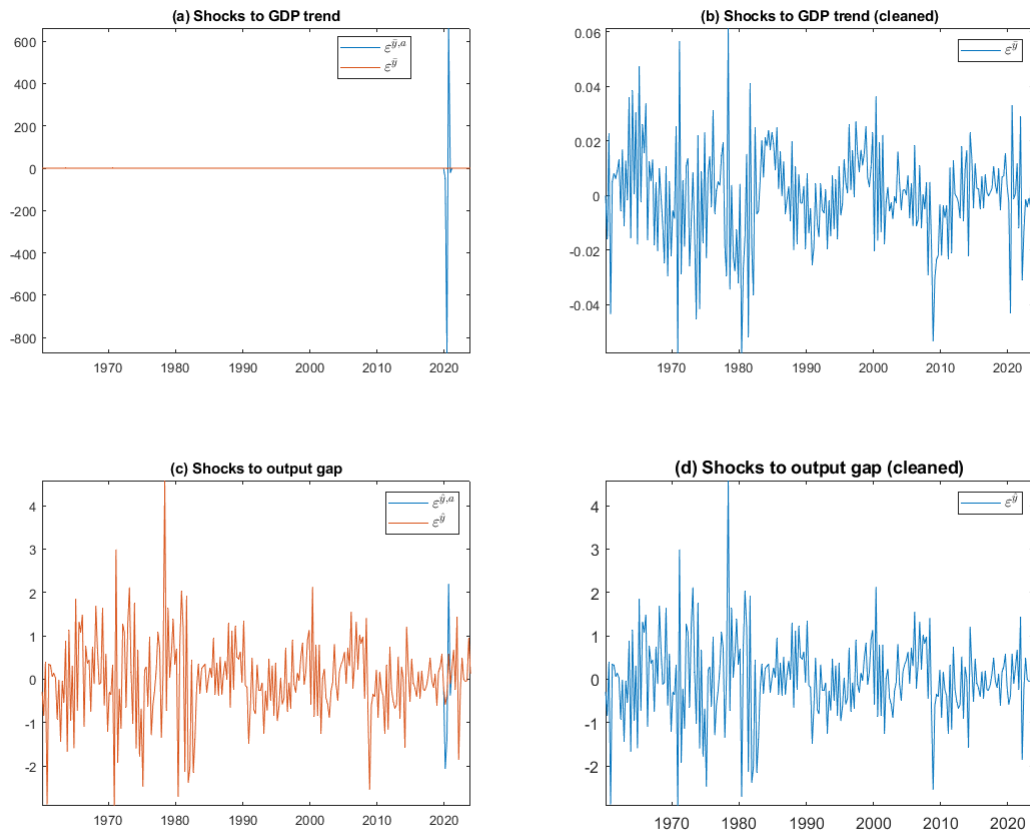 (a) Shocks to GDP trend
ε^{ȳ,a}
ε^{ȳ}
600
400
200
0
-200
-400
-600
-800
1970 1980 1990 2000 2010 2020
(b) Shocks to GDP trend (cleaned)
ε^{ȳ}
0.06
0.04
0.02
0
-0.02
-0.04
1970 1980 1990 2000 2010 2020
(c) Shocks to output gap
ε^{ŷ,a}
ε^{ŷ}
4
3
2
1
0
-1
-2
1970 1980 1990 2000 2010 2020
(d) Shocks to output gap (cleaned)
ε^{ŷ}
4
3
2
1
0
-1
-2
1970 1980 1990 2000 2010 2020